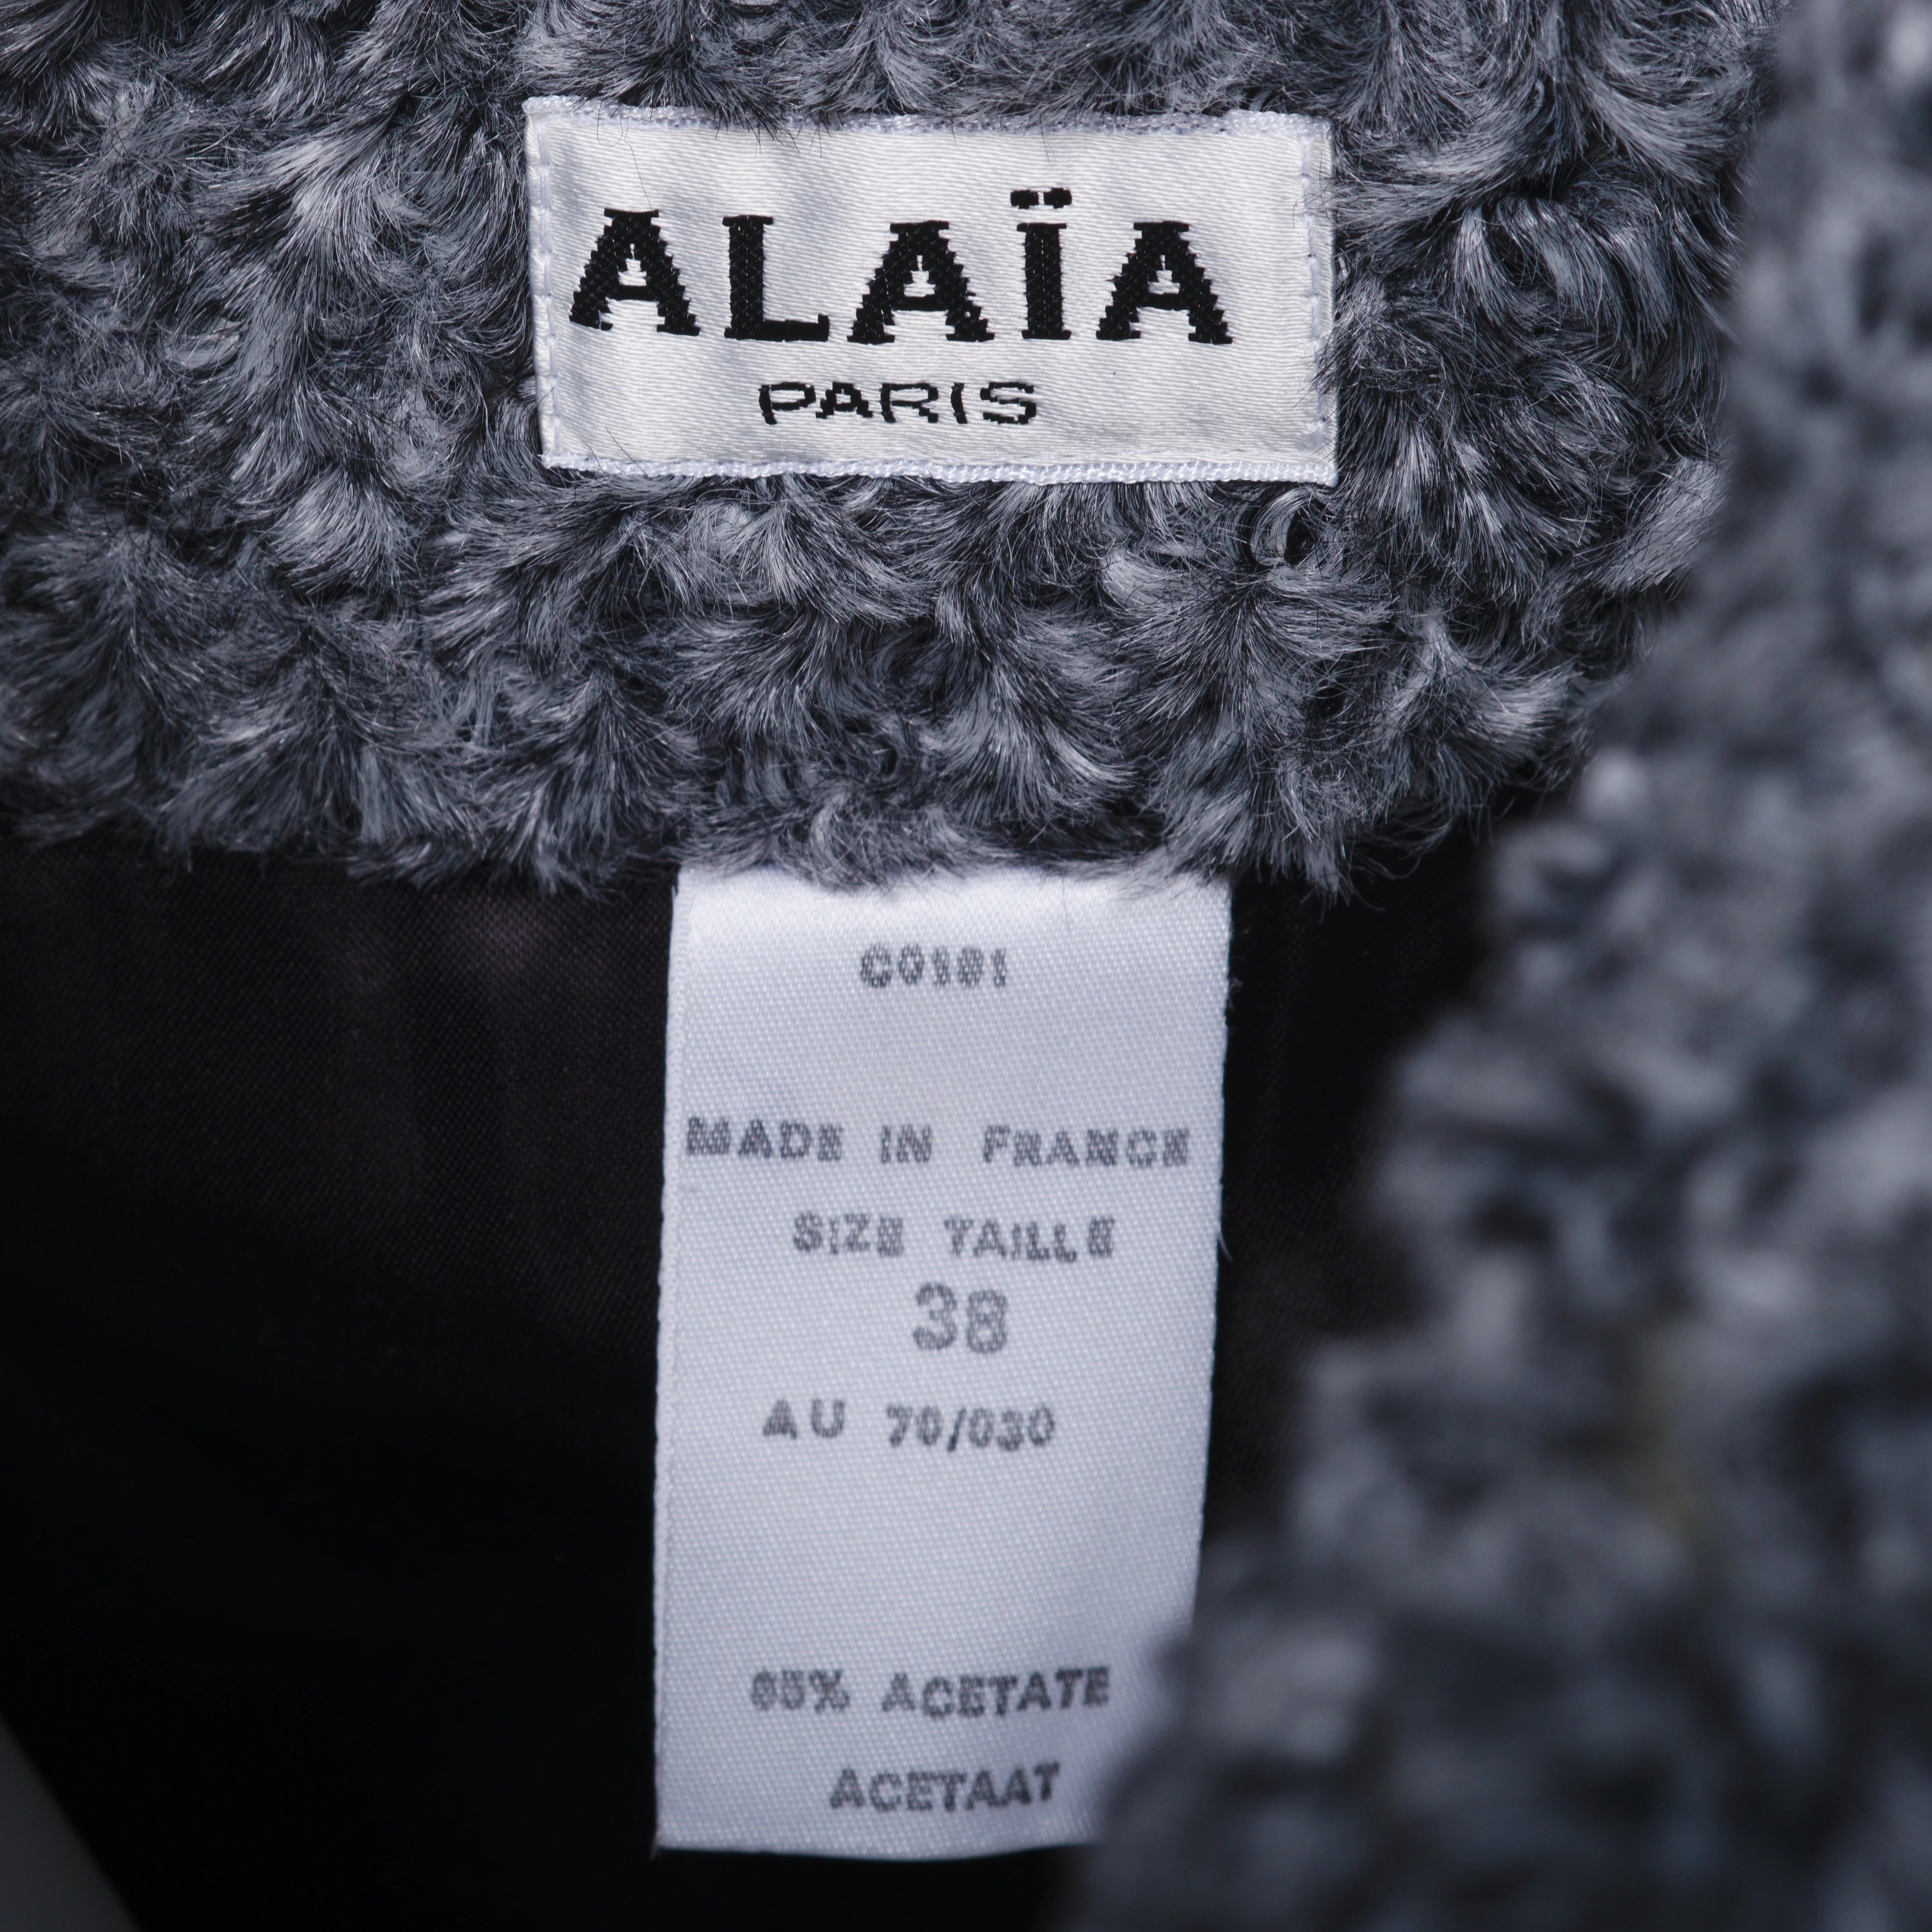 ALAÏA
PARIS
C0101
MADE IN FRANCE
SIZE TAILLE
38
AU 70/030
65% ACETATE
ACETAAT